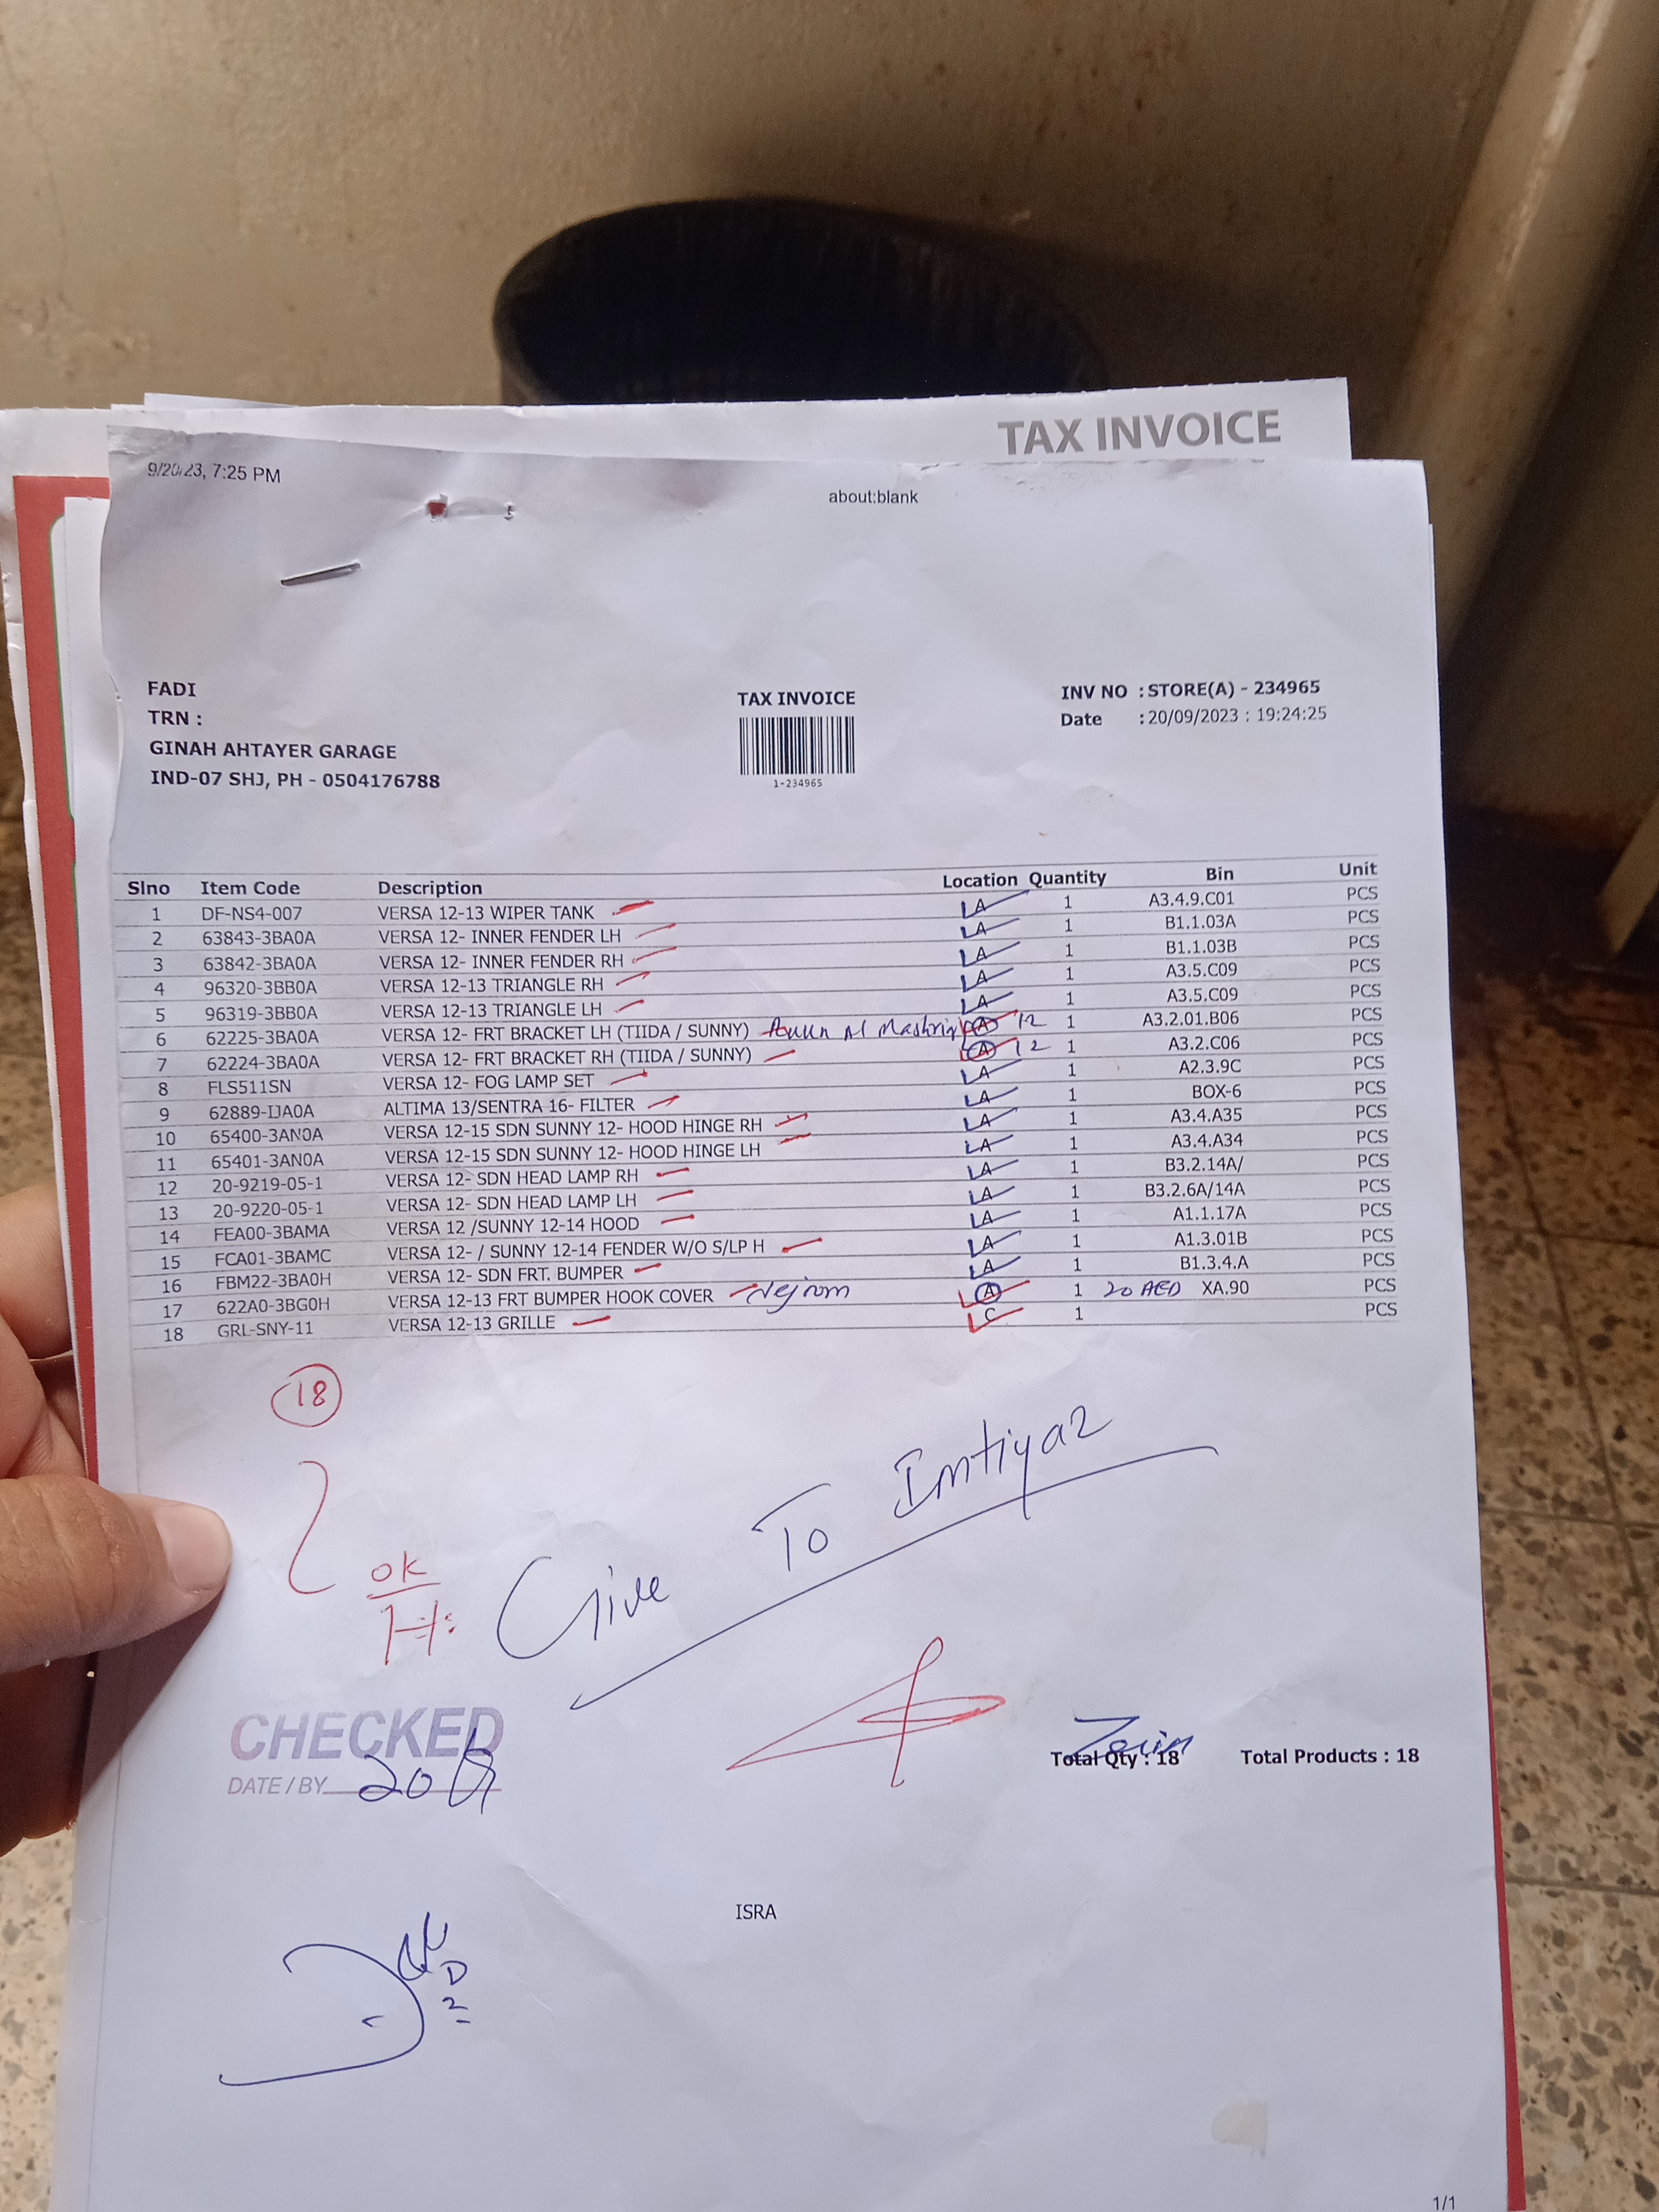 TAX INVOICE
9/20/23, 7:25 PM
about:blank
FADI
TRN :
GINAH AHTAYER GARAGE
IND-07 SHJ, PH - 0504176788
TAX INVOICE
1-234965
INV NO : STORE(A) - 234965
Date : 20/09/2023 : 19:24:25
Slno Item Code Description Location Quantity Bin Unit
1 DF-NS4-007 VERSA 12-13 WIPER TANK A 1 A3.4.9.C01 PCS
2 63843-3BA0A VERSA 12- INNER FENDER LH A 1 B1.1.03A PCS
3 63842-3BA0A VERSA 12- INNER FENDER RH A 1 B1.1.03B PCS
4 96320-3BB0A VERSA 12-13 TRIANGLE RH A 1 A3.5.C09 PCS
5 96319-3BB0A VERSA 12-13 TRIANGLE LH A 1 A3.5.C09 PCS
6 62225-3BA0A VERSA 12- FRT BRACKET LH (TIIDA / SUNNY) Al Mashriq A 12 1 A3.2.01.B06 PCS
7 62224-3BA0A VERSA 12- FRT BRACKET RH (TIIDA / SUNNY) A 12 1 A3.2.C06 PCS
8 FLS511SN VERSA 12- FOG LAMP SET A 1 A2.3.9C PCS
9 62889-IJA0A ALTIMA 13/SENTRA 16- FILTER A 1 BOX-6 PCS
10 65400-3AN0A VERSA 12-15 SDN SUNNY 12- HOOD HINGE RH A 1 A3.4.A35 PCS
11 65401-3AN0A VERSA 12-15 SDN SUNNY 12- HOOD HINGE LH A 1 A3.4.A34 PCS
12 20-9219-05-1 VERSA 12- SDN HEAD LAMP RH A 1 B3.2.14A/ PCS
13 20-9220-05-1 VERSA 12- SDN HEAD LAMP LH A 1 B3.2.6A/14A PCS
14 FEA00-3BAMA VERSA 12 /SUNNY 12-14 HOOD A 1 A1.1.17A PCS
15 FCA01-3BAMC VERSA 12- / SUNNY 12-14 FENDER W/O S/LP H A 1 A1.3.01B PCS
16 FBM22-3BA0H VERSA 12- SDN FRT. BUMPER A 1 B1.3.4.A PCS
17 622A0-3BG0H VERSA 12-13 FRT BUMPER HOOK COVER Nejrom A 1 20 AED XA.90 PCS
18 GRL-SNY-11 VERSA 12-13 GRILLE C 1 PCS
18
ok
Give To Imtiyaz
CHECKED
DATE / BY
Total Qty : 18 Total Products : 18
ISRA
1/1